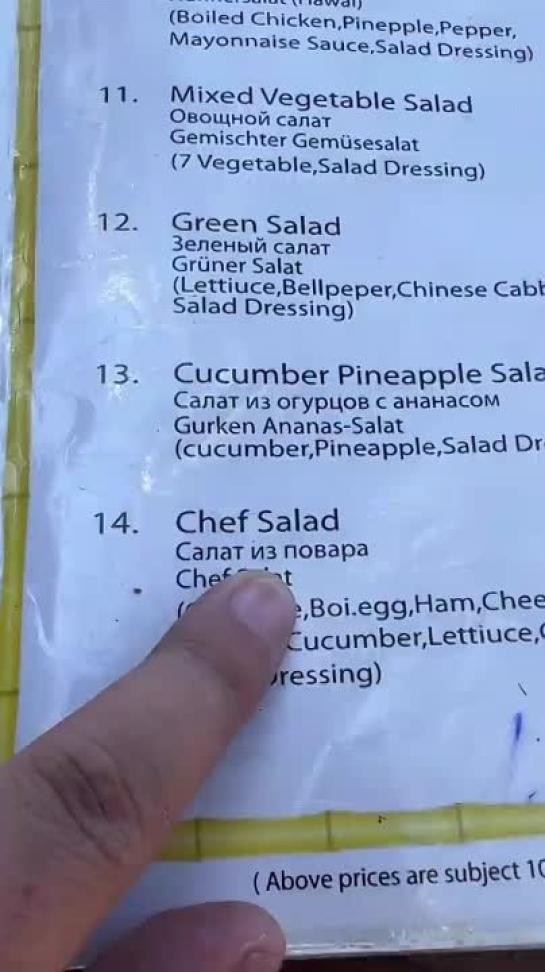 (Boiled Chicken,Pinepple,Pepper,
Mayonnaise Sauce,Salad Dressing)
11. Mixed Vegetable Salad
Овощной салат
Gemischter Gemüsesalat
(7 Vegetable,Salad Dressing)
12. Green Salad
Зеленый салат
Grüner Salat
(Lettiuce,Bellpeper,Chinese
Salad Dressing)
13. Cucumber Pineapple
Салат из огурцов с ананасом
Gurken Ananas-Salat
(cucumber,Pineapple,Salad
14. Chef Salad
Салат из повара
Chef
,Boi.egg,Ham,
Cucumber,Lettiuce,
(Above prices are subject